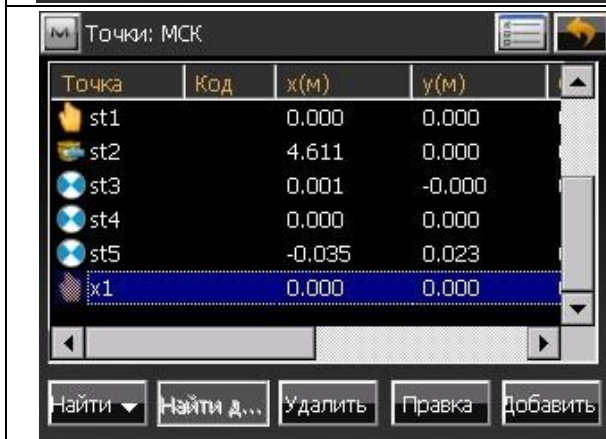 Точки: МСК
Точка Код x(м) y(м)
st1 0.000 0.000
st2 4.611 0.000
st3 0.001 -0.000
st4 0.000 0.000
st5 -0.035 0.023
x1 0.000 0.000
Найти Найти д... Удалить Правка Добавить